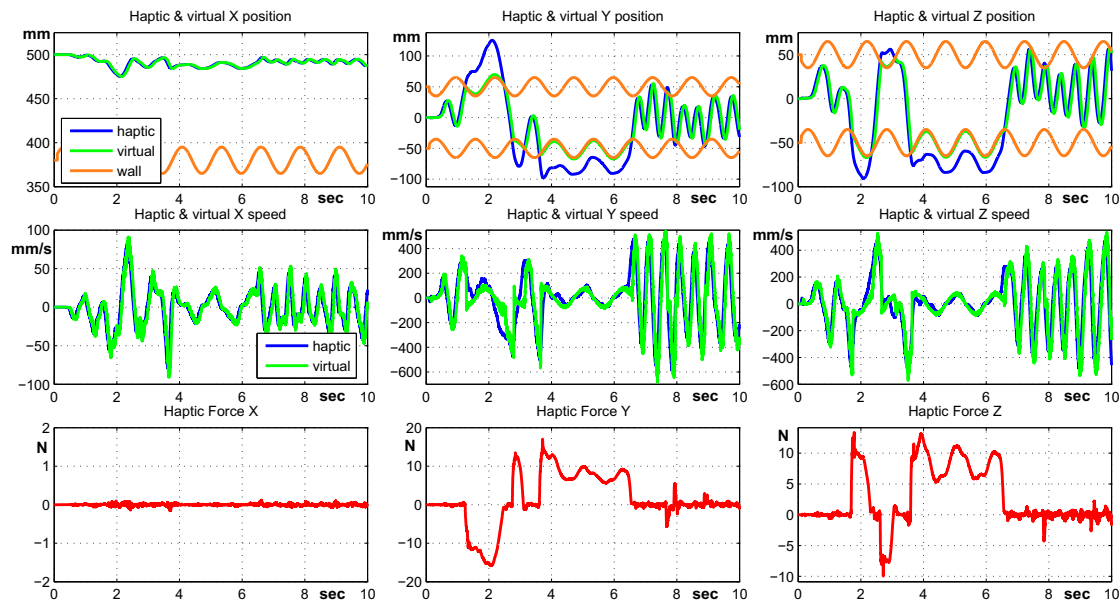 Haptic & virtual X position
Haptic & virtual Y position
Haptic & virtual Z position
mm
500
450
400
350
haptic
virtual
wall
0 2 4 6 8 sec 10
mm
100
50
0
−50
−100
0 2 4 6 8 sec 10
mm
50
0
−50
−100
0 2 4 6 8 sec 10
Haptic & virtual X speed
Haptic & virtual Y speed
Haptic & virtual Z speed
100
mm/s
50
0
−50
−100
haptic
virtual
0 2 4 6 8 sec 10
mm/s
400
200
0
−200
−400
−600
0 2 4 6 8 sec 10
mm/s
400
200
0
−200
−400
−600
0 2 4 6 8 sec 10
Haptic Force X
Haptic Force Y
Haptic Force Z
2
N
1
0
−1
−2
0 2 4 6 8 sec 10
20
N
10
0
−10
−20
0 2 4 6 8 sec 10
N
10
5
0
−5
−10
0 2 4 6 8 sec 10